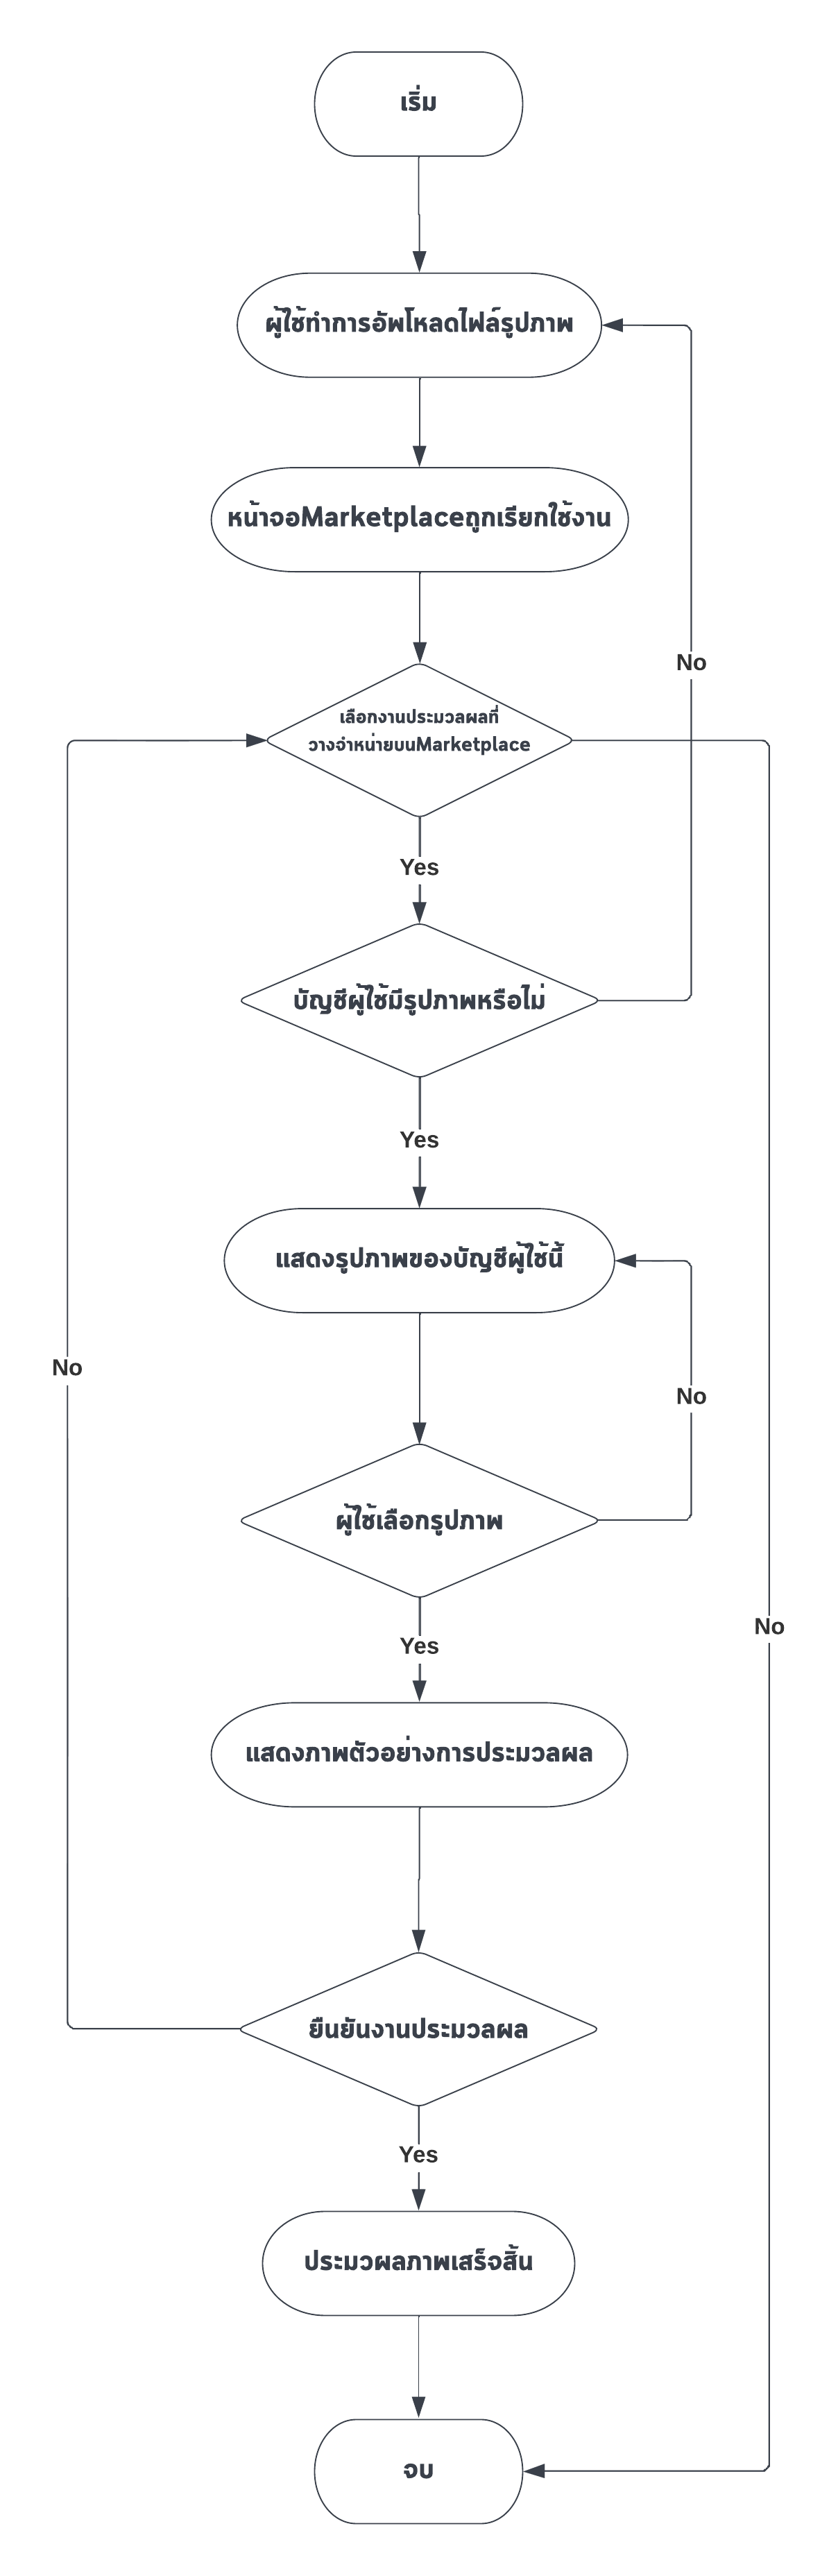 เริ่ม
ผู้ใช้ทำการอัพโหลดไฟล์รูปภาพ
หน้าจอMarketplaceถูกเรียกใช้งาน
No
เลือกงานประมวลผลที่
วางจำหน่ายบนMarketplace
Yes
บัญชีผู้ใช้มีรูปภาพหรือไม่
Yes
แสดงรูปภาพของบัญชีผู้ใช้นี้
No
No
ผู้ใช้เลือกรูปภาพ
No
Yes
แสดงภาพตัวอย่างการประมวลผล
ยืนยันงานประมวลผล
Yes
ประมวผลภาพเสร็จสิ้น
จบ